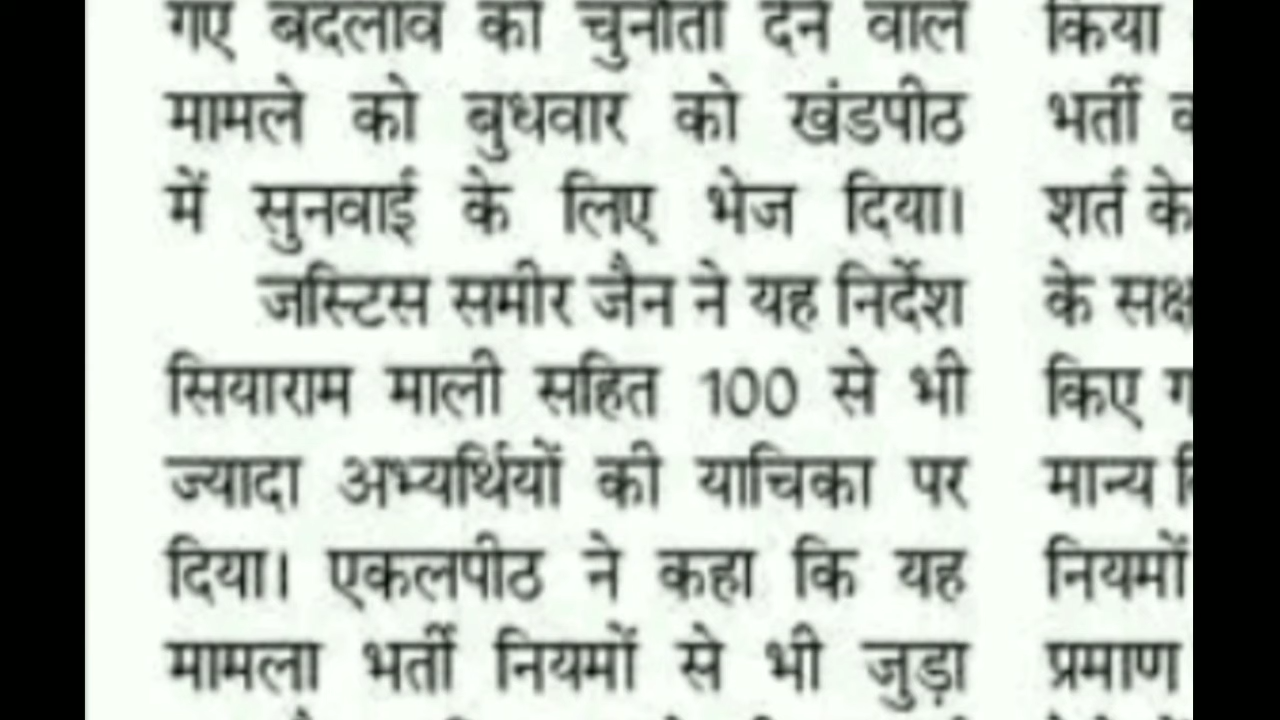 गए बदलाव को चुनौती देने वाले
मामले को बुधवार को खंडपीठ
में सुनवाई के लिए भेज दिया।
जस्टिस समीर जैन ने यह निर्देश
सियाराम माली सहित 100 से भी
ज्यादा अभ्यर्थियों की याचिका पर
दिया। एकलपीठ ने कहा कि यह
मामला भर्ती नियमों से भी जुड़ा
किया
भर्ती
शर्त के
के
किए
मान्य
नियमों
प्रमाण